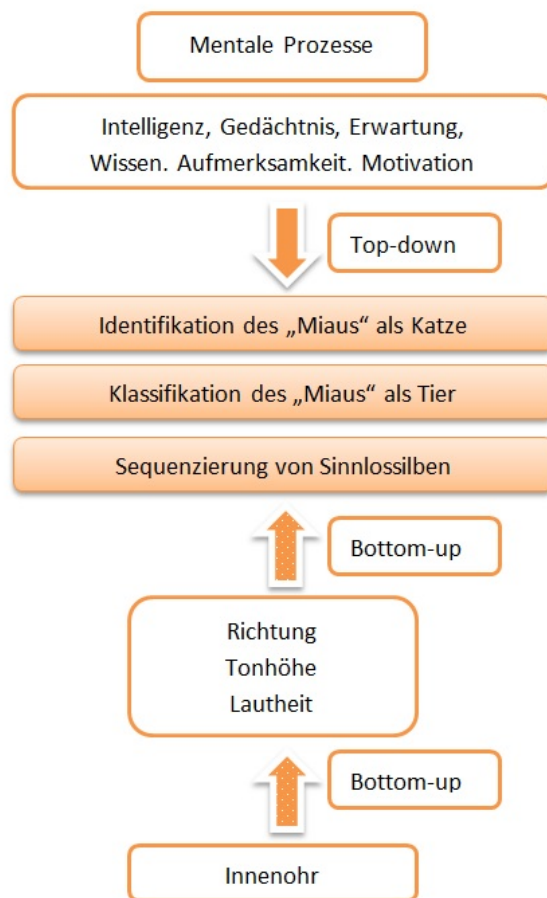 Mentale Prozesse
Intelligenz, Gedächtnis, Erwartung,
Wissen. Aufmerksamkeit. Motivation
Top-down
Identifikation des „Miaus“ als Katze
Klassifikation des „Miaus“ als Tier
Sequenzierung von Sinnlossilben
Bottom-up
Richtung
Tonhöhe
Lautheit
Bottom-up
Innenohr